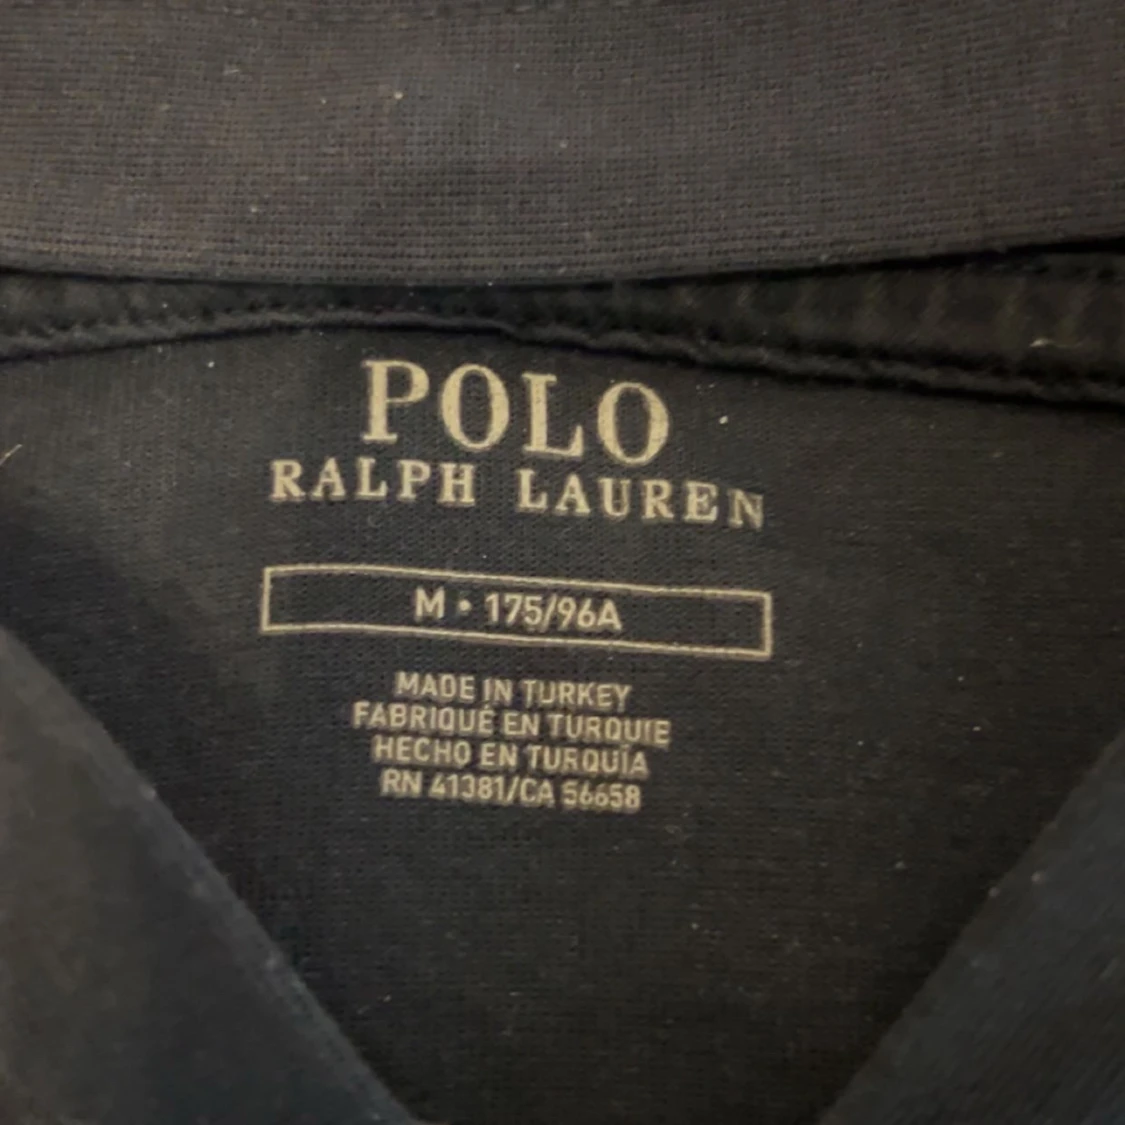 POLO
RALPH LAUREN
M • 175/96A
MADE IN TURKEY
FABRIQUÉ EN TURQUIE
HECHO EN TURQUÍA
RN 41381/CA 56658